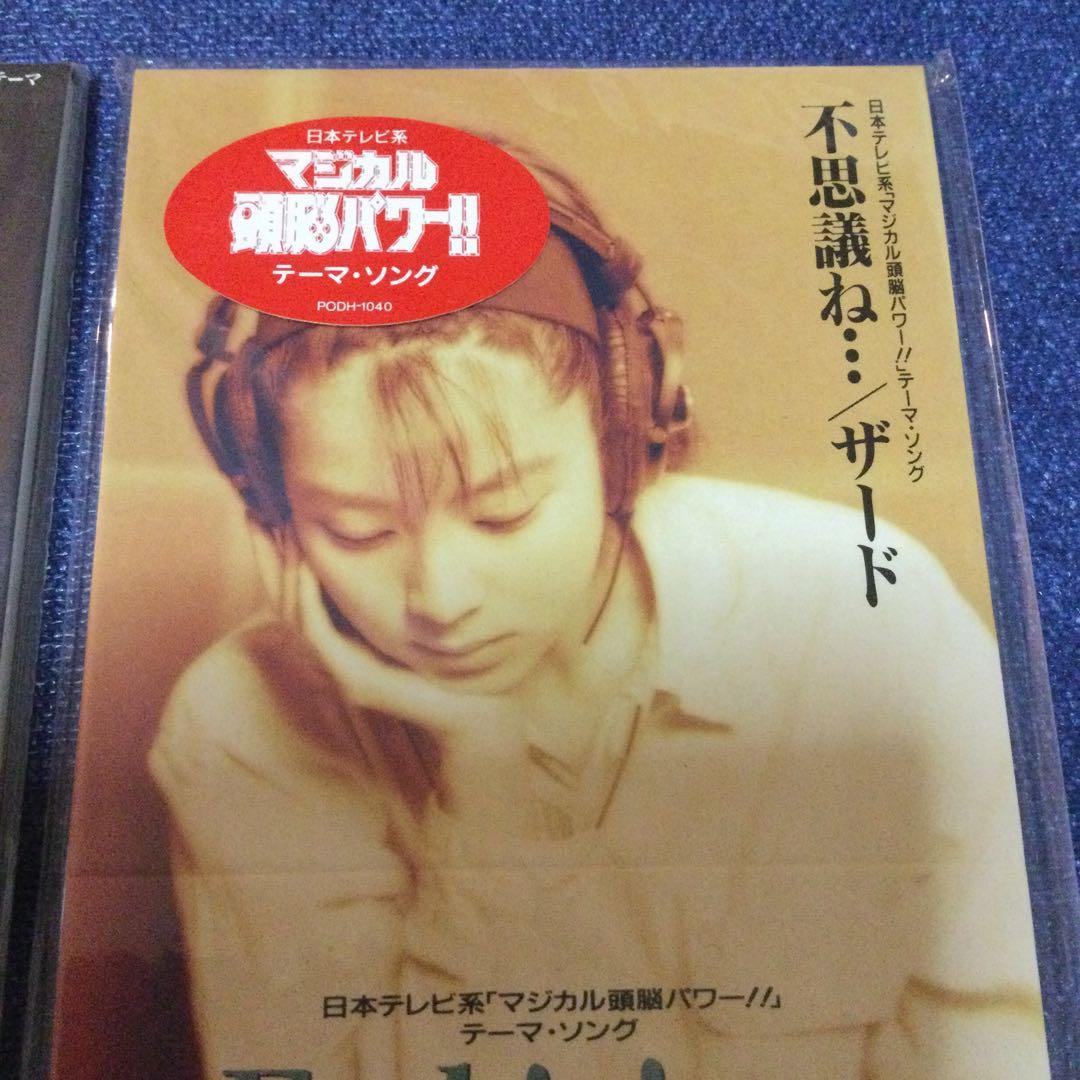 テーマ
日本テレビ系
マジカル
頭脳パワー!!
テーマ・ソング
PODH-1040
日本テレビ系「マジカル頭脳パワー!!」テーマ・ソング
不思議ね…/ザード
日本テレビ系「マジカル頭脳パワー!!」
テーマ・ソング